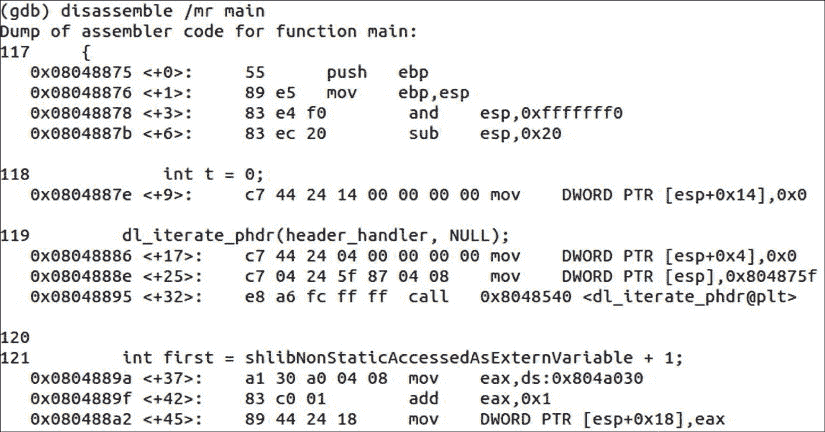 (gdb) disassemble /mr main
Dump of assembler code for function main:
117 {
0x08048875 <+0>: 55 push ebp
0x08048876 <+1>: 89 e5 mov ebp,esp
0x08048878 <+3>: 83 e4 f0 and esp,0xfffffff0
0x0804887b <+6>: 83 ec 20 sub esp,0x20
118 int t = 0;
0x0804887e <+9>: c7 44 24 14 00 00 00 00 mov DWORD PTR [esp+0x14],0x0
119 dl_iterate_phdr(header_handler, NULL);
0x08048886 <+17>: c7 44 24 04 00 00 00 00 mov DWORD PTR [esp+0x4],0x0
0x0804888e <+25>: c7 04 24 5f 87 04 08 mov DWORD PTR [esp],0x804875f
0x08048895 <+32>: e8 a6 fc ff ff call 0x8048540 <dl_iterate_phdr@plt>
120
121 int first = shlibNonStaticAccessedAsExternVariable + 1;
0x0804889a <+37>: a1 30 a0 04 08 mov eax,ds:0x804a030
0x0804889f <+42>: 83 c0 01 add eax,0x1
0x080488a2 <+45>: 89 44 24 18 mov DWORD PTR [esp+0x18],eax